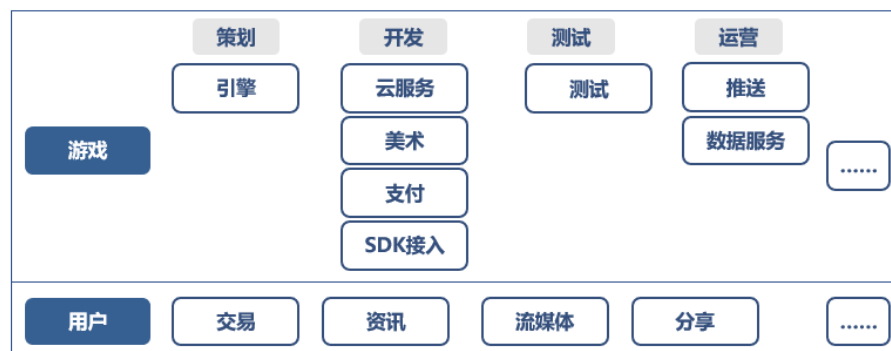 策划
开发
测试
运营
引擎
云服务
测试
推送
美术
数据服务
游戏
支付
......
SDK接入
用户
交易
资讯
流媒体
分享
......